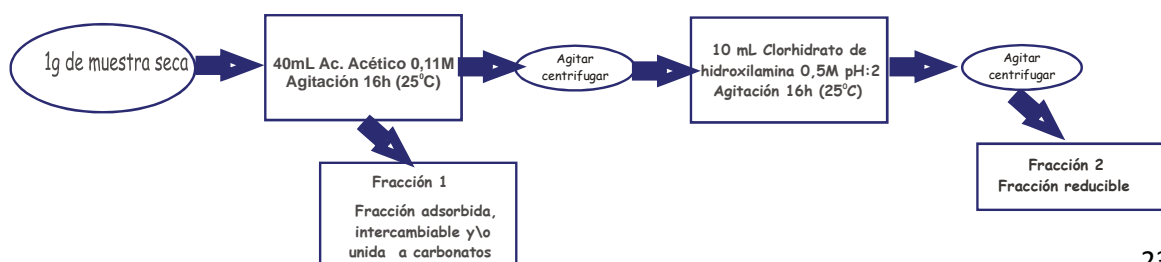 1g de muestra seca
40mL Ac. Acético 0,11M
Agitación 16h (25°C)
Agitar
centrifugar
10 mL Clorhidrato de
hidroxilamina 0,5M pH:2
Agitación 16h (25°C)
Agitar
centrifugar
Fracción 1
Fracción adsorbida,
intercambiable y\o
unida a carbonatos
Fracción 2
Fracción reducible